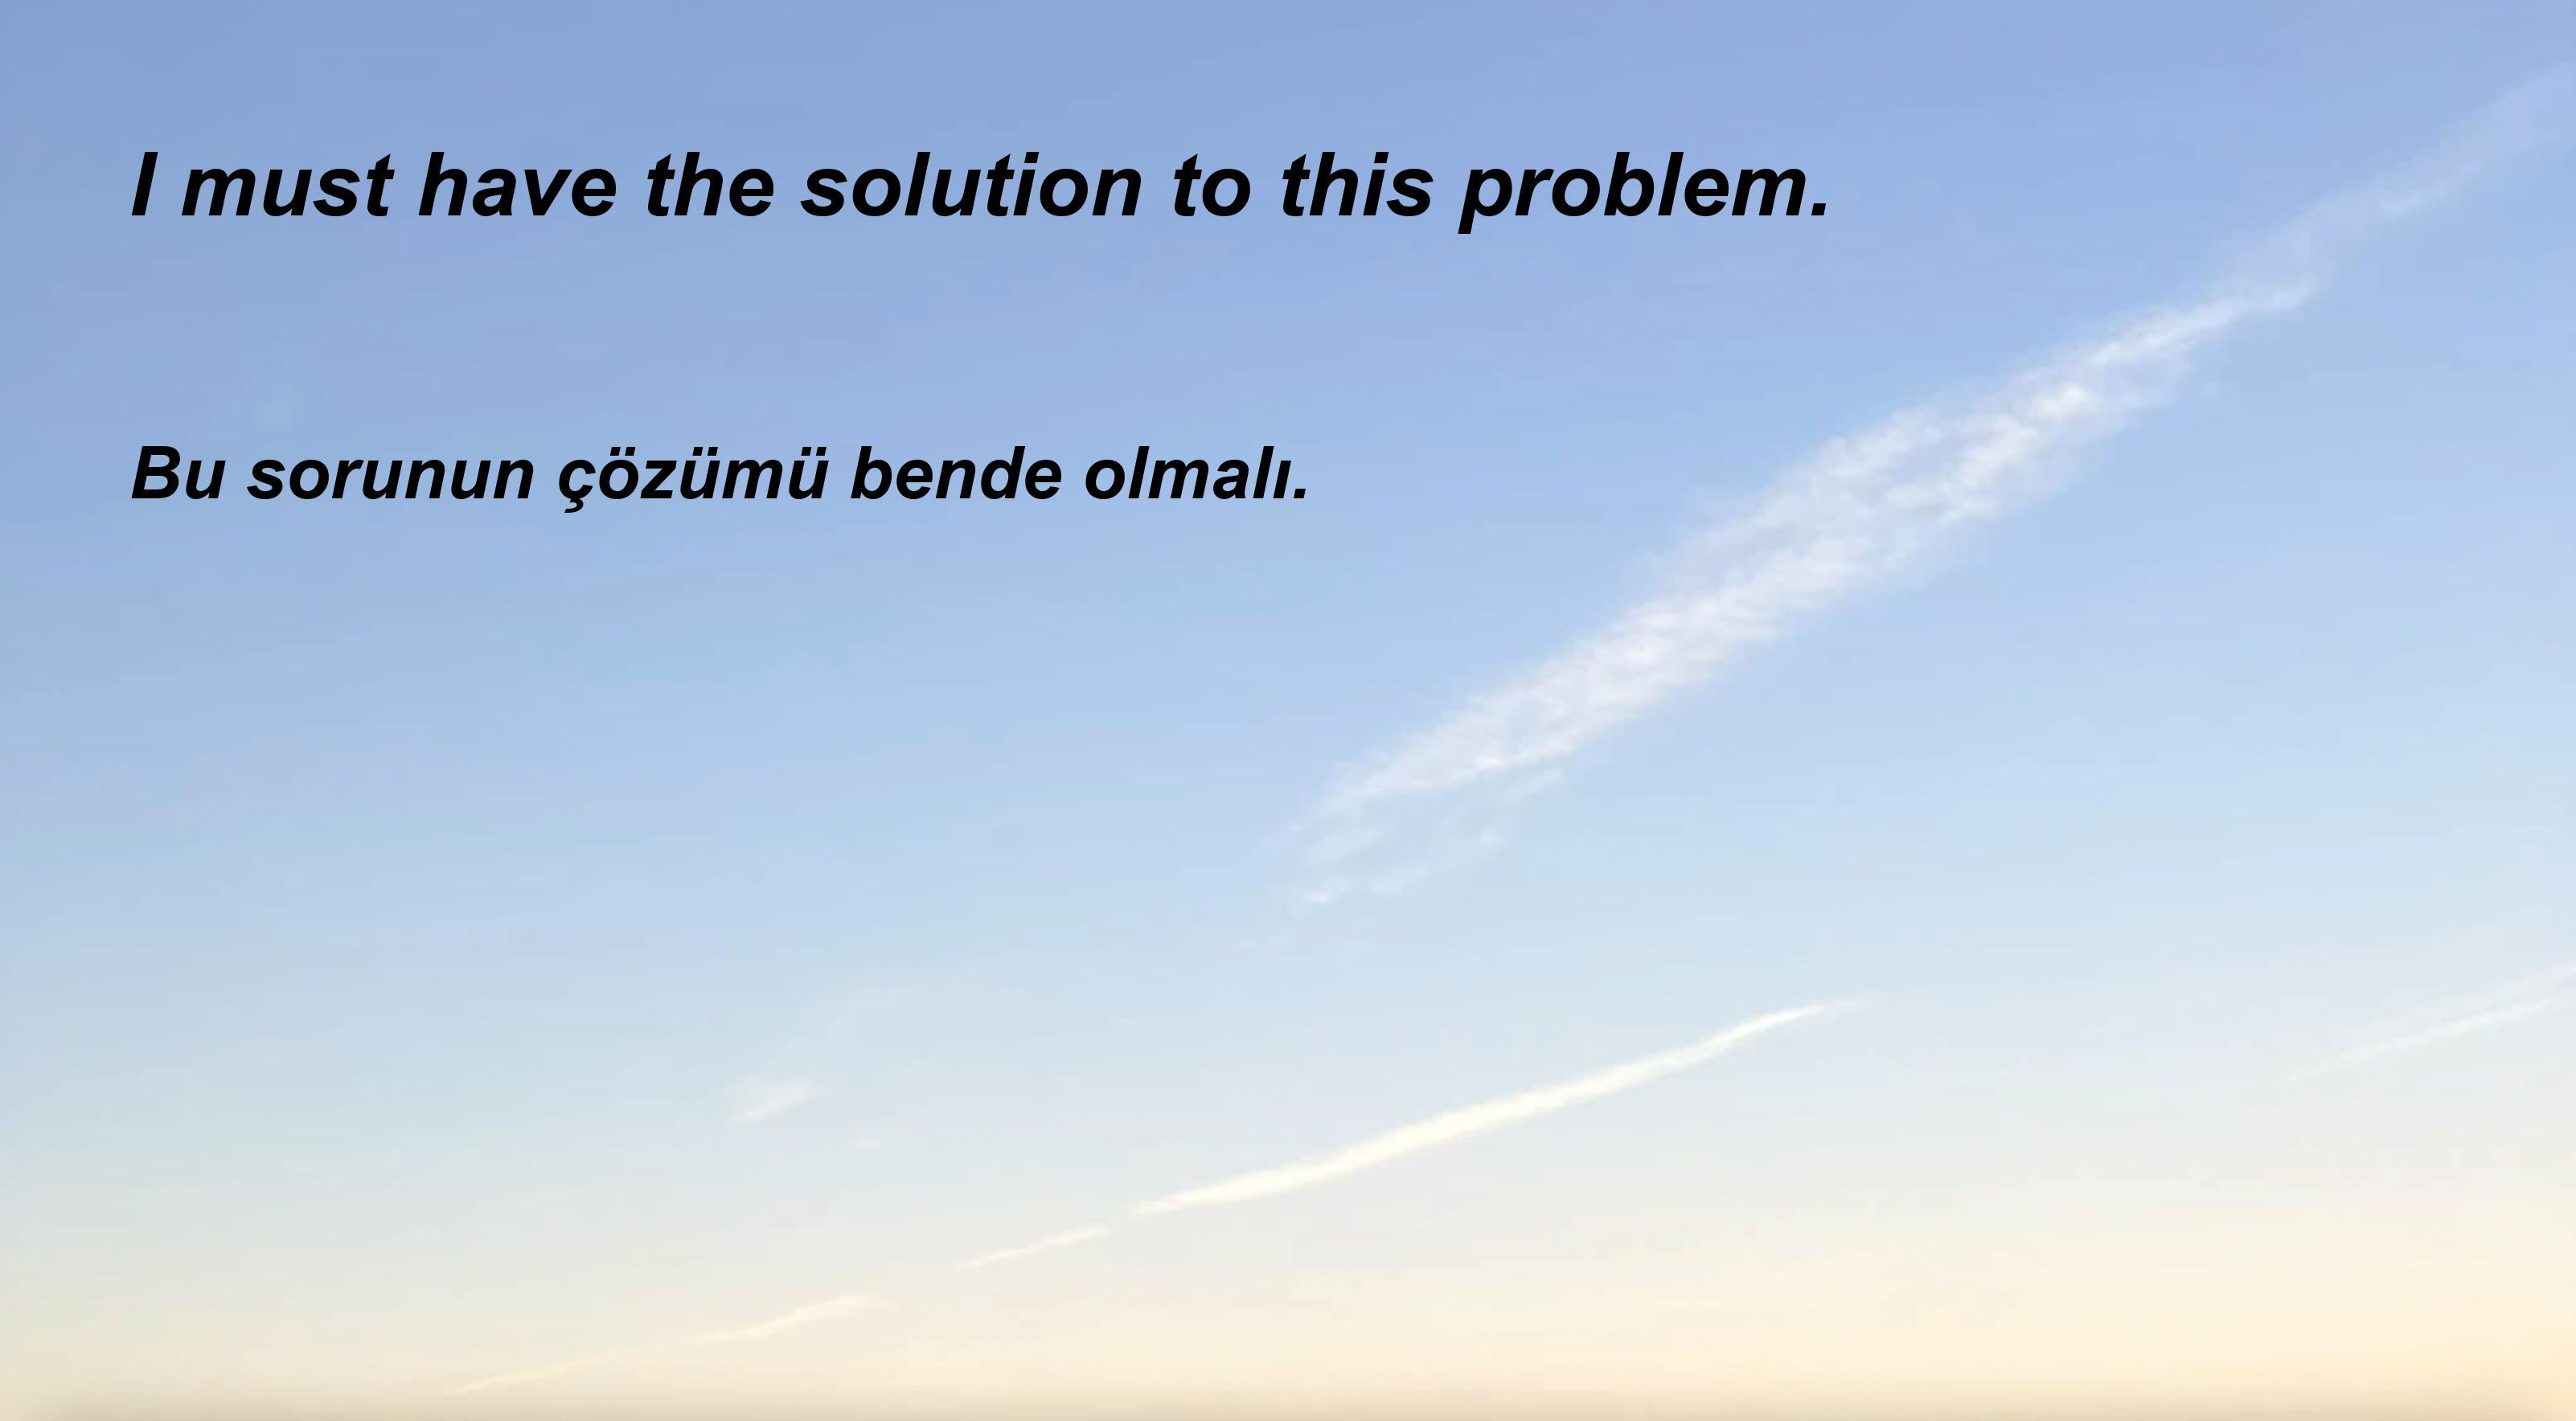 I must have the solution to this problem.
Bu sorunun çözümü bende olmalı.